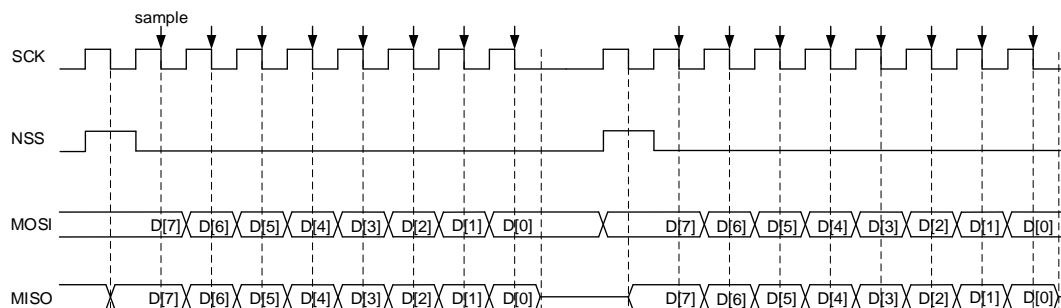 sample
SCK
NSS
MOSI D[7] D[6] D[5] D[4] D[3] D[2] D[1] D[0] D[7] D[6] D[5] D[4] D[3] D[2] D[1] D[0]
MISO D[7] D[6] D[5] D[4] D[3] D[2] D[1] D[0] D[7] D[6] D[5] D[4] D[3] D[2] D[1] D[0]